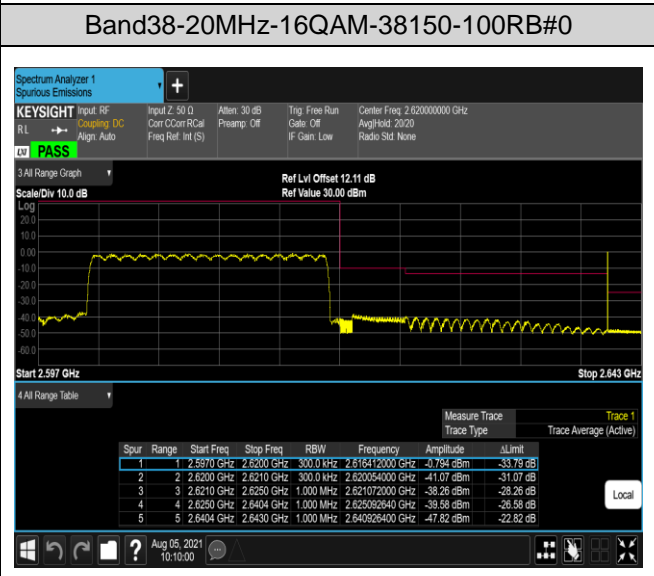 Band38-20MHz-16QAM-38150-100RB#0
Spectrum Analyzer 1
Spurious Emissions
+
KEYSIGHT Input: RF Input Z: 50 Ω Atten: 30 dB Trig: Free Run Center Freq: 2.620000000 GHz
RL Coupling: DC Corr CCorr RCal Preamp: Off Gate: Off Avg|Hold: 20/20
Align: Auto Freq Ref: Int (S) IF Gain: Low Radio Std: None
LXI PASS
3 All Range Graph
Ref Lvl Offset 12.11 dB
Scale/Div 10.0 dB Ref Value 30.00 dBm
Log
20.0
10.0
0.00
-10.0
-20.0
-30.0
-40.0
-50.0
-60.0
Start 2.597 GHz Stop 2.643 GHz
4 All Range Table
Measure Trace Trace 1
Trace Type Trace Average (Active)
Spur Range Start Freq Stop Freq RBW Frequency Amplitude ΔLimit
1 1 2.5970 GHz 2.6200 GHz 300.0 kHz 2.616412000 GHz -0.794 dBm -33.79 dB
2 2 2.6200 GHz 2.6210 GHz 300.0 kHz 2.620054000 GHz -41.07 dBm -31.07 dB
3 3 2.6210 GHz 2.6250 GHz 1.000 MHz 2.621072000 GHz -38.26 dBm -28.26 dB
4 4 2.6250 GHz 2.6404 GHz 1.000 MHz 2.625092640 GHz -39.58 dBm -26.58 dB
5 5 2.6404 GHz 2.6430 GHz 1.000 MHz 2.640926400 GHz -47.82 dBm -22.82 dB
Local
? Aug 05, 2021
10:10:00